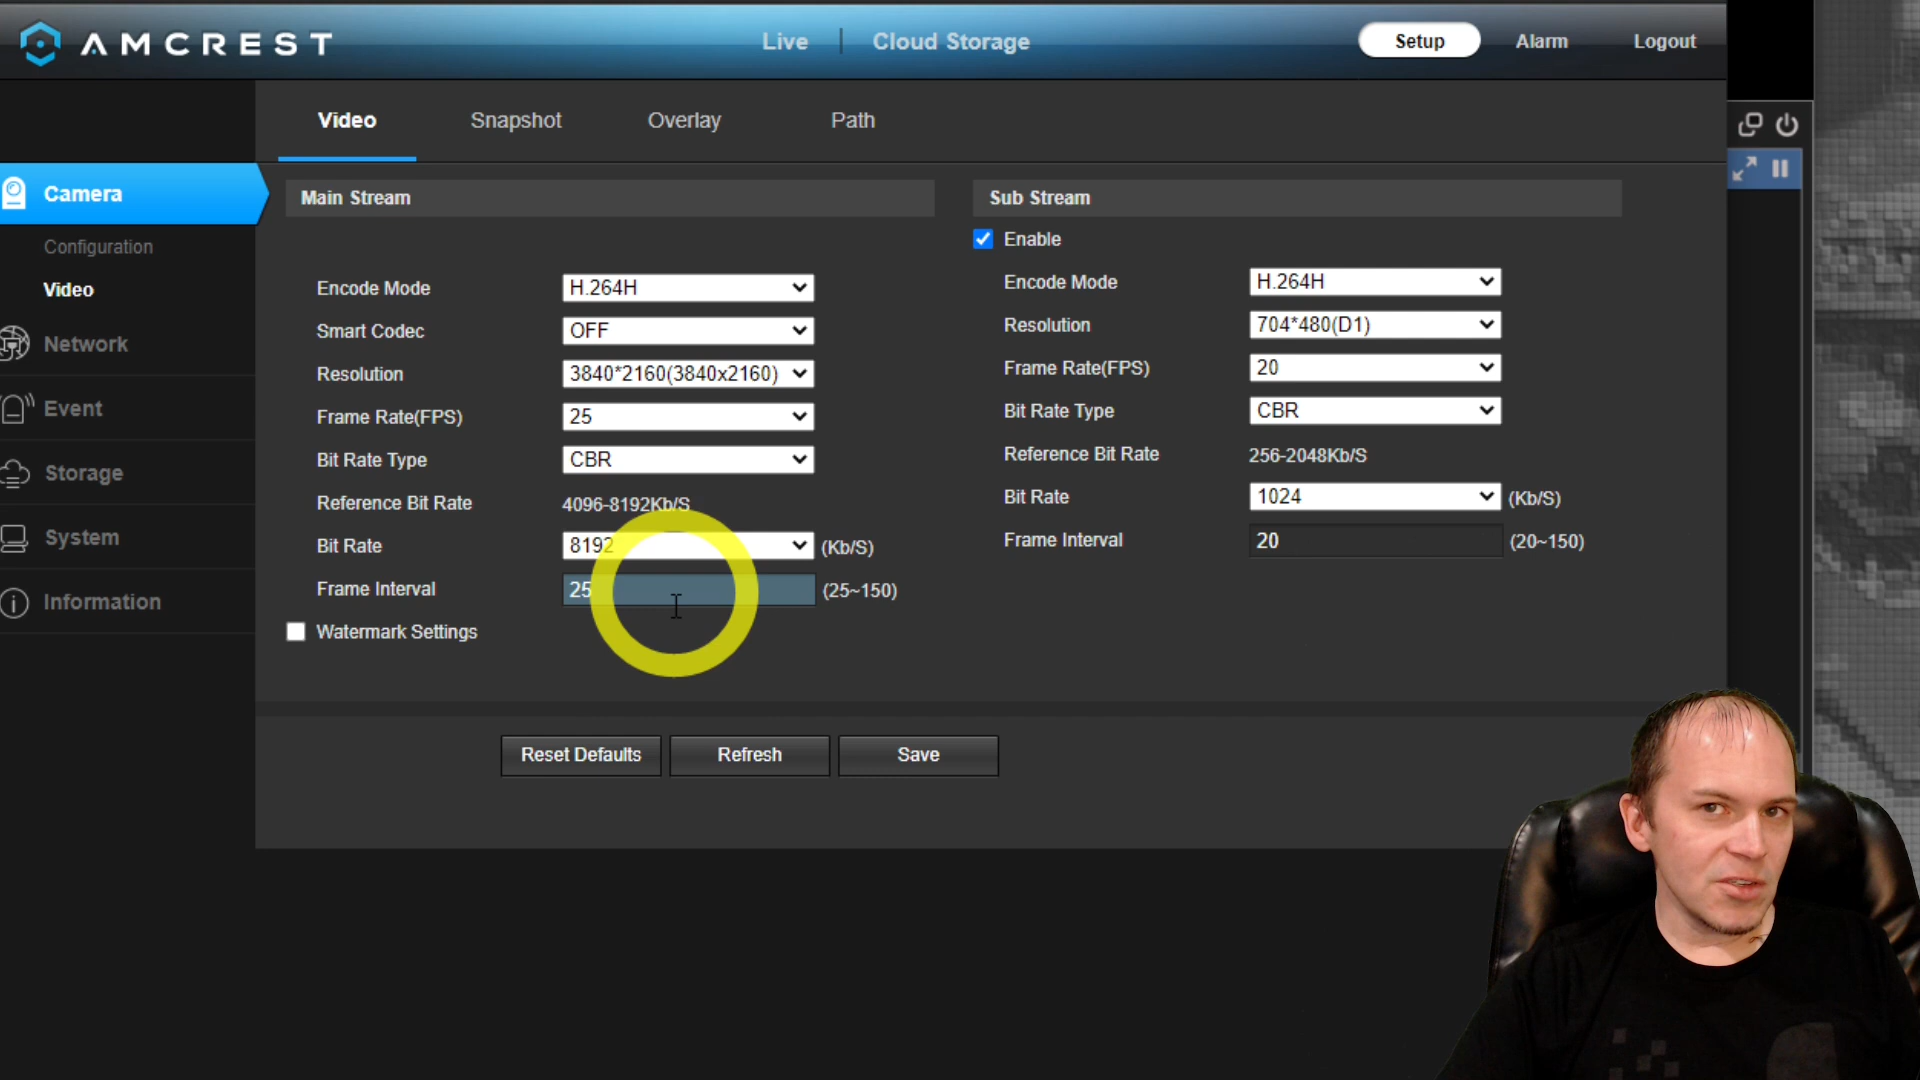 AMCREST
Live | Cloud Storage
Setup Alarm Logout
Video Snapshot Overlay Path
Camera
Configuration
Video
Network
Event
Storage
System
Information
Main Stream
Encode Mode H.264H
Smart Codec OFF
Resolution 3840*2160(3840x2160)
Frame Rate(FPS) 25
Bit Rate Type CBR
Reference Bit Rate 4096-8192Kb/S
Bit Rate 8192 (Kb/S)
Frame Interval 25 (25~150)
Watermark Settings
Sub Stream
Enable
Encode Mode H.264H
Resolution 704*480(D1)
Frame Rate(FPS) 20
Bit Rate Type CBR
Reference Bit Rate 256-2048Kb/S
Bit Rate 1024 (Kb/S)
Frame Interval 20 (20~150)
Reset Defaults Refresh Save